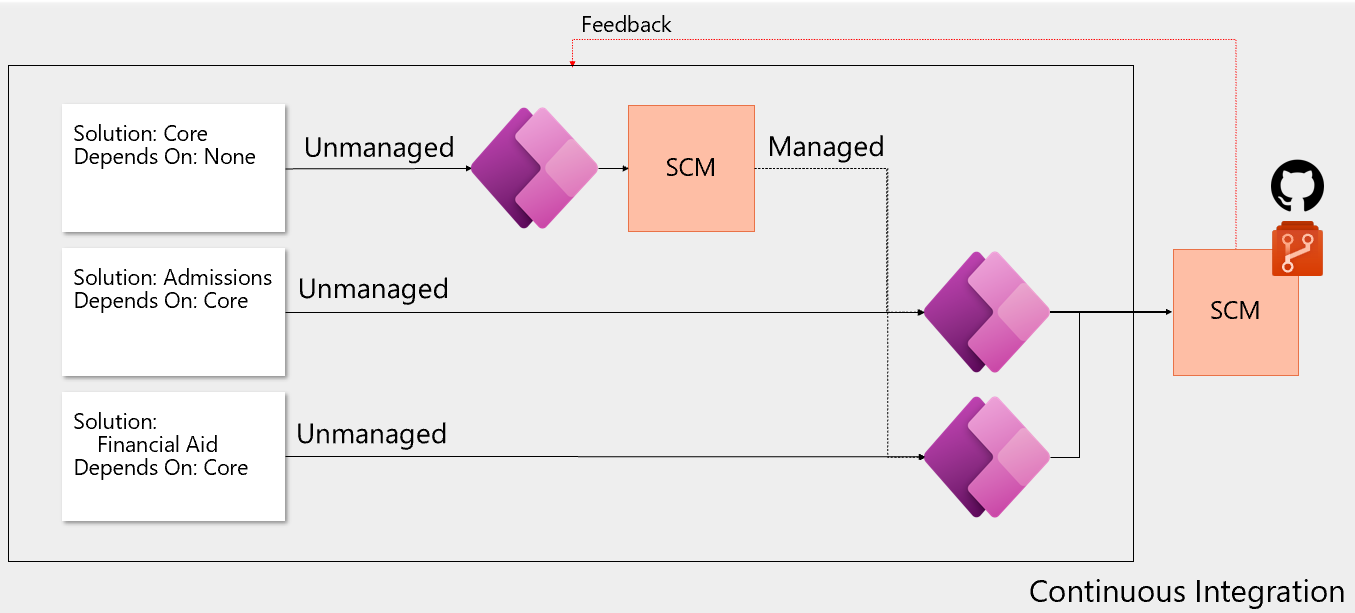 Feedback
Solution: Core
Depends On: None
Unmanaged
SCM
Managed
Solution: Admissions
Depends On: Core
Unmanaged
SCM
Solution:
Financial Aid
Depends On: Core
Unmanaged
Continuous Integration